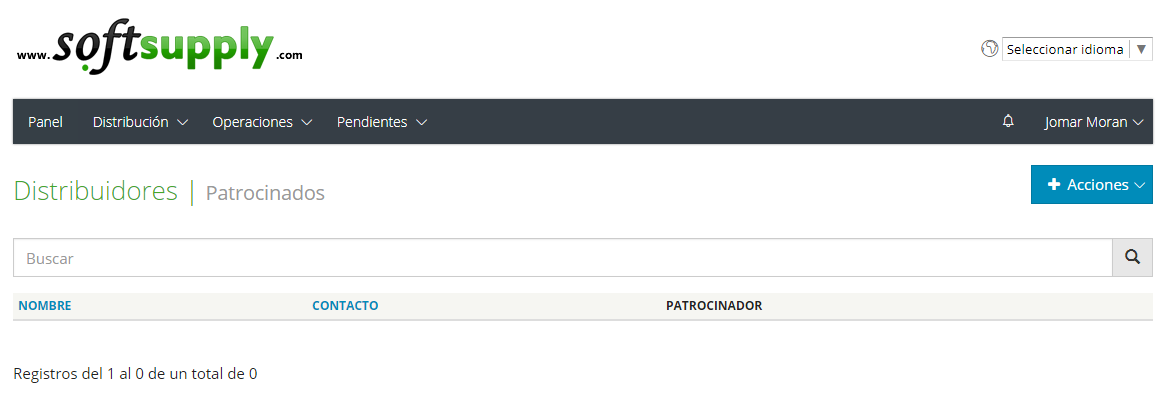 www.softsupply.com
Seleccionar idioma ▼
Panel Distribución Operaciones Pendientes Jomar Moran
Distribuidores | Patrocinados
+ Acciones
Buscar
NOMBRE CONTACTO PATROCINADOR
Registros del 1 al 0 de un total de 0